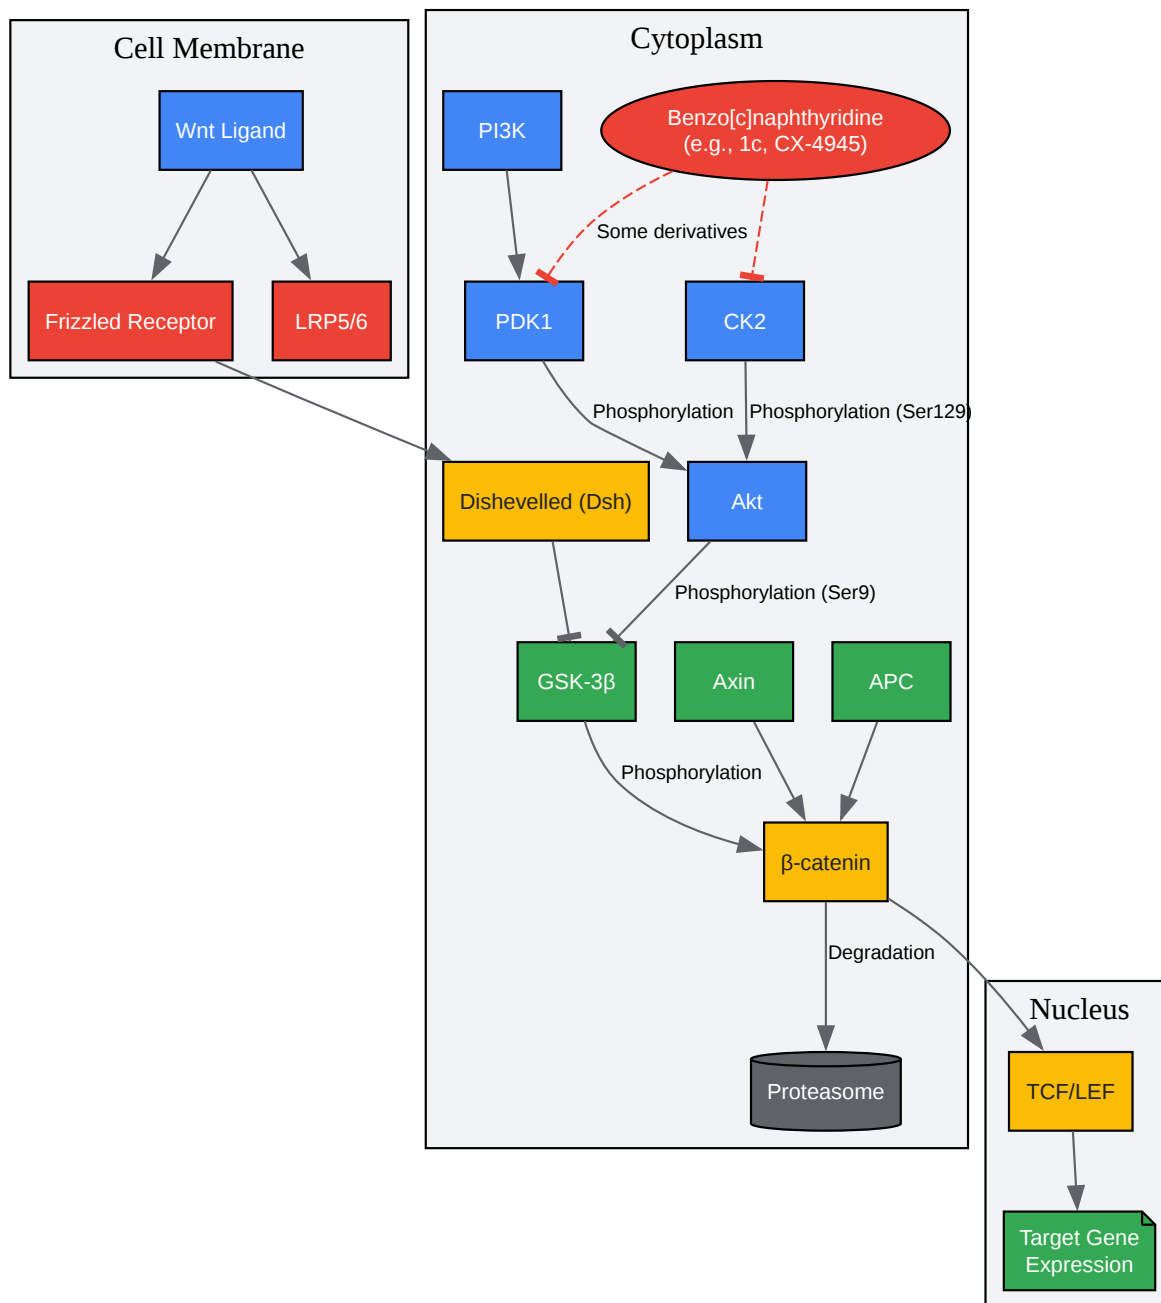 Cell Membrane
Cytoplasm
Wnt Ligand
PI3K
Benzo[c]naphthyridine
(e.g., 1c, CX-4945)
Some derivatives
Frizzled Receptor
LRP5/6
PDK1
CK2
Phosphorylation
Phosphorylation (Ser129)
Dishevelled (Dsh)
Akt
Phosphorylation (Ser9)
GSK-3β
Axin
APC
Phosphorylation
β-catenin
Degradation
Nucleus
Proteasome
TCF/LEF
Target Gene
Expression